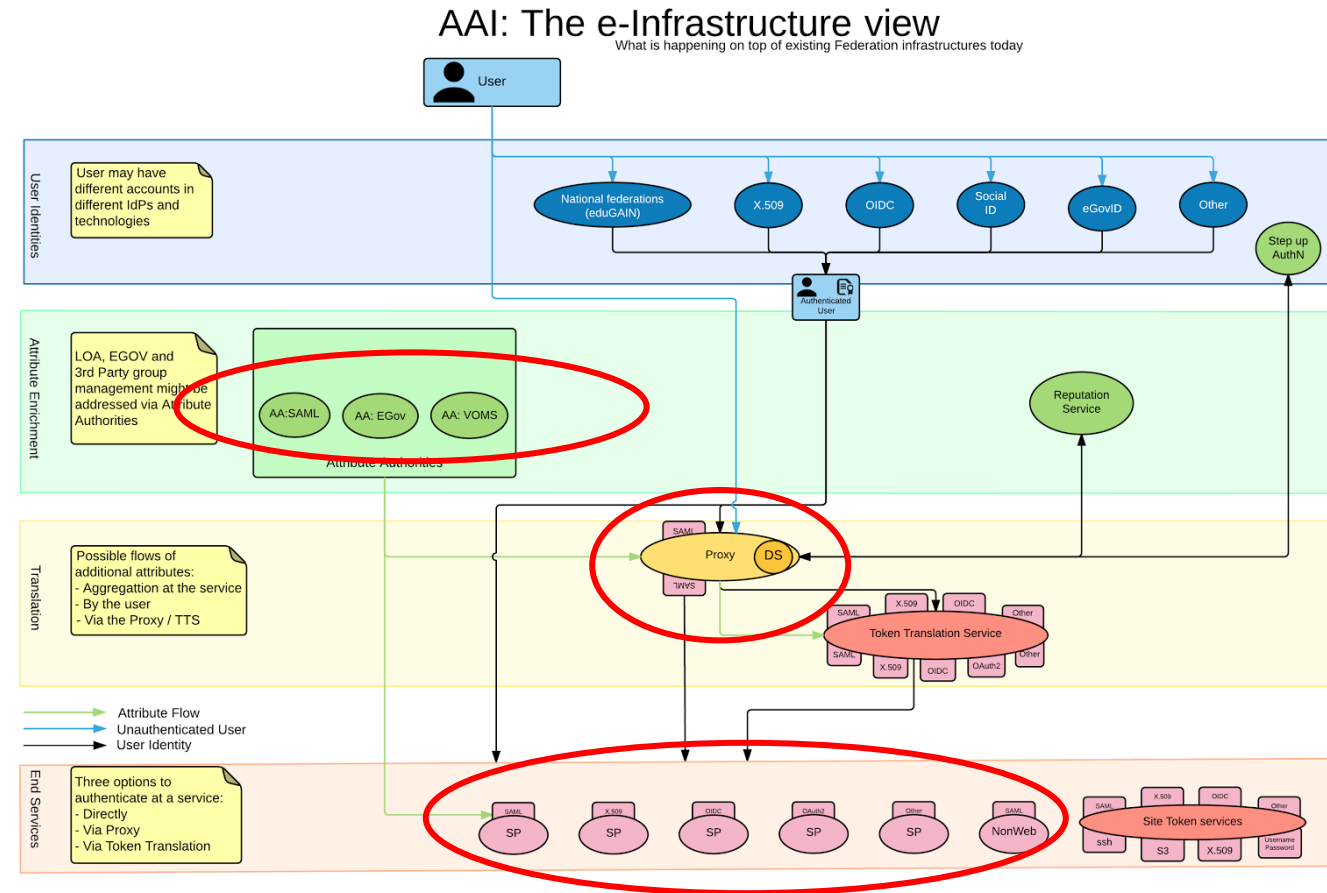 AAI: The e-Infrastructure view
What is happening on top of existing Federation infrastructures today
User
User Identities
User may have
different accounts in
different IdPs and
technologies
National federations
(eduGAIN)
X.509
OIDC
Social
ID
eGovID
Other
Step up
AuthN
Authenticated
User
Attribute Enrichment
LOA, EGOV and
3rd Party group
management might be
addressed via Attribute
Authorities
AA:SAML
AA: EGov
AA: VOMS
Attribute Authorities
Reputation
Service
Translation
Possible flows of
additional attributes:
- Aggregattion at the service
- By the user
- Via the Proxy / TTS
SAML
Proxy
DS
SAML
SAML
X.509
OIDC
Other
Token Translation Service
SAML
X.509
OIDC
OAuth2
Other
Attribute Flow
Unauthenticated User
User Identity
End Services
Three options to
authenticate at a service:
- Directly
- Via Proxy
- Via Token Translation
SAML
SP
X.509
SP
OIDC
SP
OAuth2
SP
Other
SP
SAML
NonWeb
SAML
X.509
OIDC
Other
Site Token services
ssh
S3
X.509
Username
Password